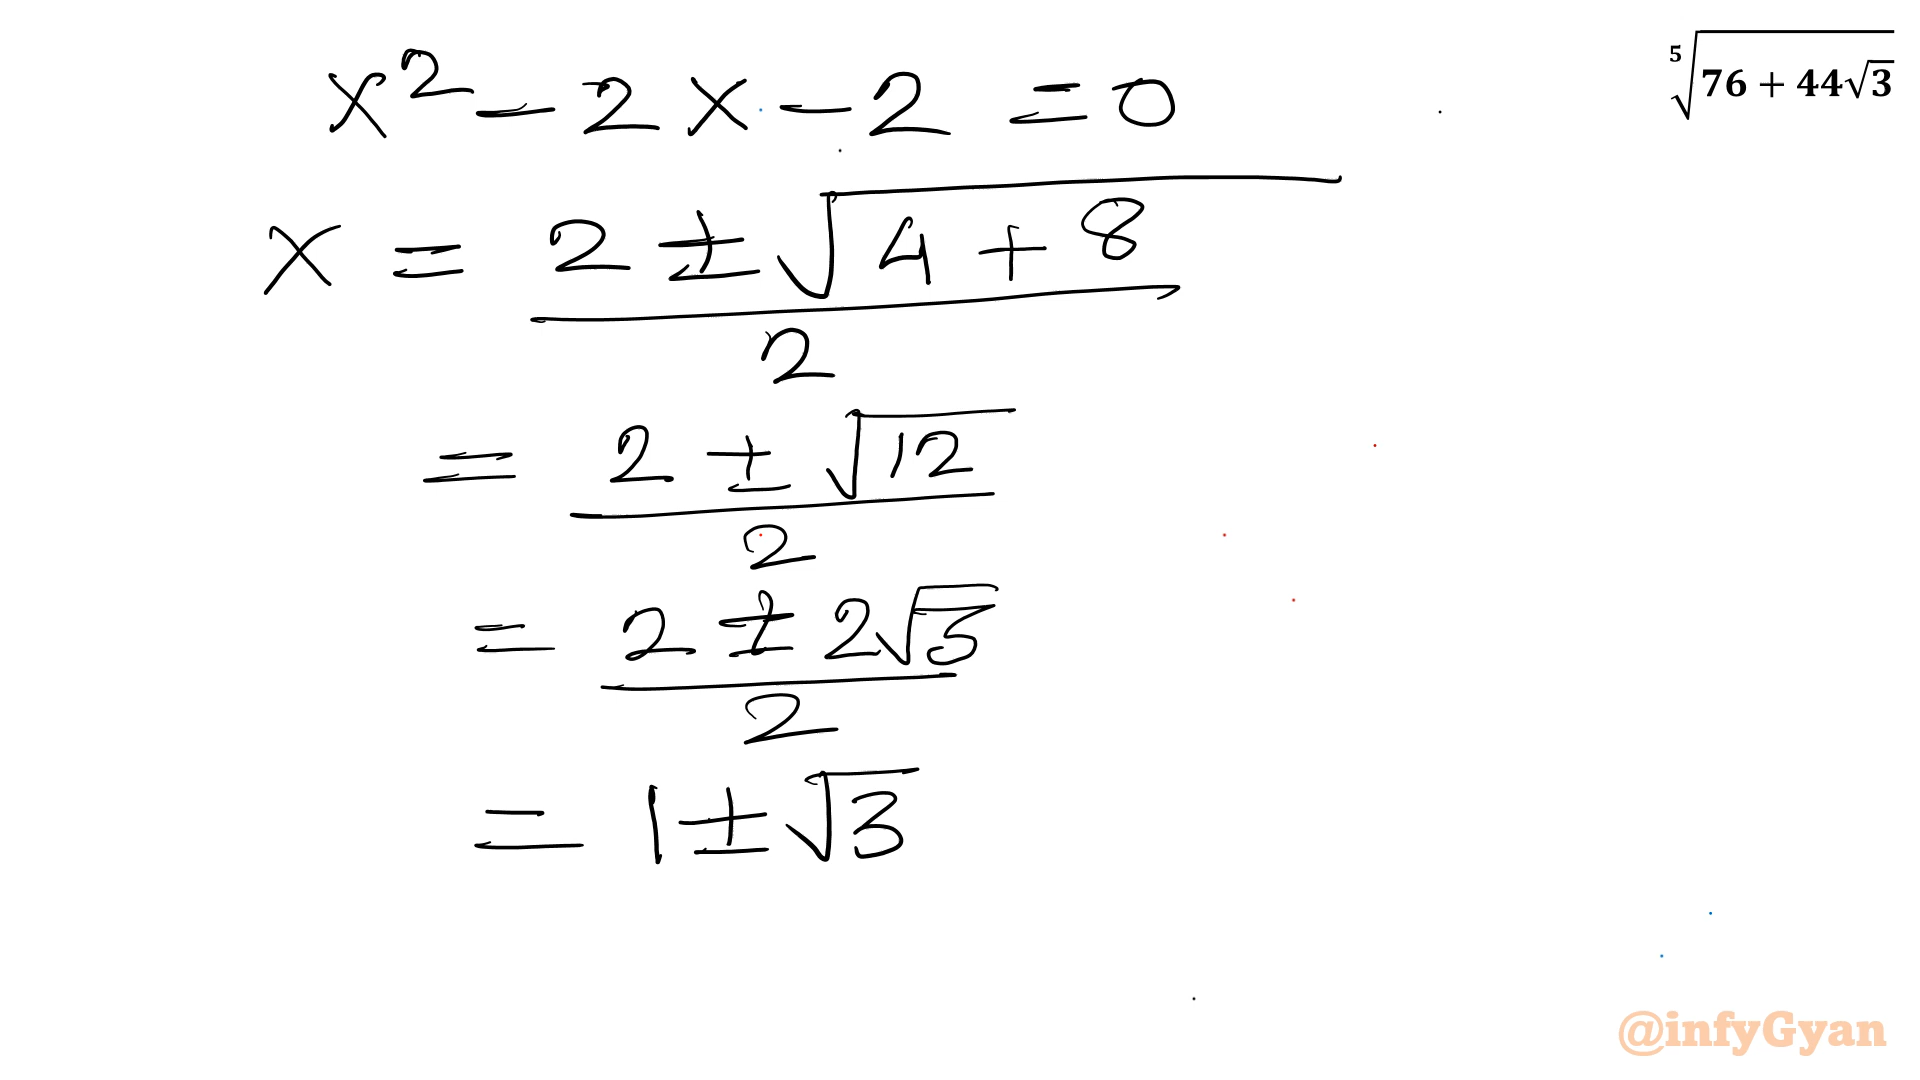 x² - 2x - 2 = 0
⁵√(76 + 44√3)
x = (2 ± √(4 + 8)) / 2
= (2 ± √12) / 2
= (2 ± 2√3) / 2
= 1 ± √3
@infyGyan